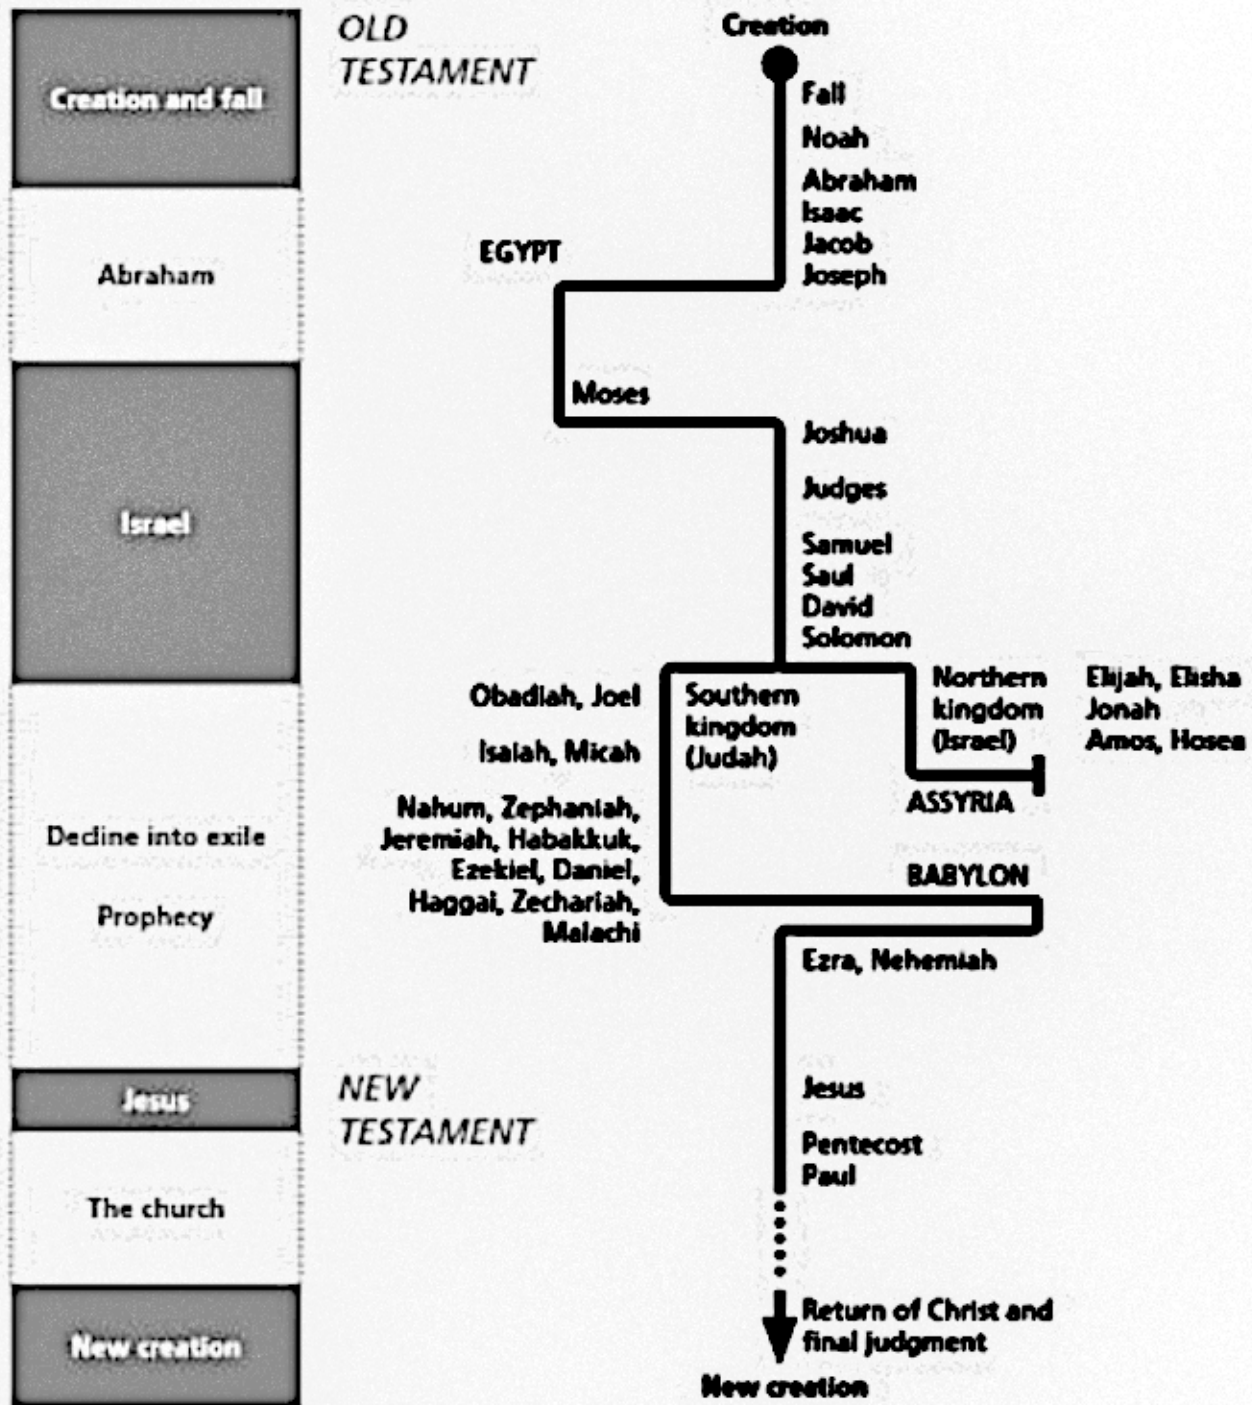 OLD
TESTAMENT
Creation and fall
Abraham
Israel
Decline into exile
Prophecy
NEW
TESTAMENT
Jesus
The church
New creation
Creation
Fall
Noah
Abraham
Isaac
Jacob
Joseph
EGYPT
Moses
Joshua
Judges
Samuel
Saul
David
Solomon
Obadiah, Joel
Isaiah, Micah
Nahum, Zephaniah,
Jeremiah, Habakkuk,
Ezekiel, Daniel,
Haggai, Zechariah,
Malachi
Southern
kingdom
(Judah)
Northern
kingdom
(Israel)
Elijah, Elisha
Jonah
Amos, Hosea
ASSYRIA
BABYLON
Ezra, Nehemiah
Jesus
Pentecost
Paul
Return of Christ and
final judgment
New creation